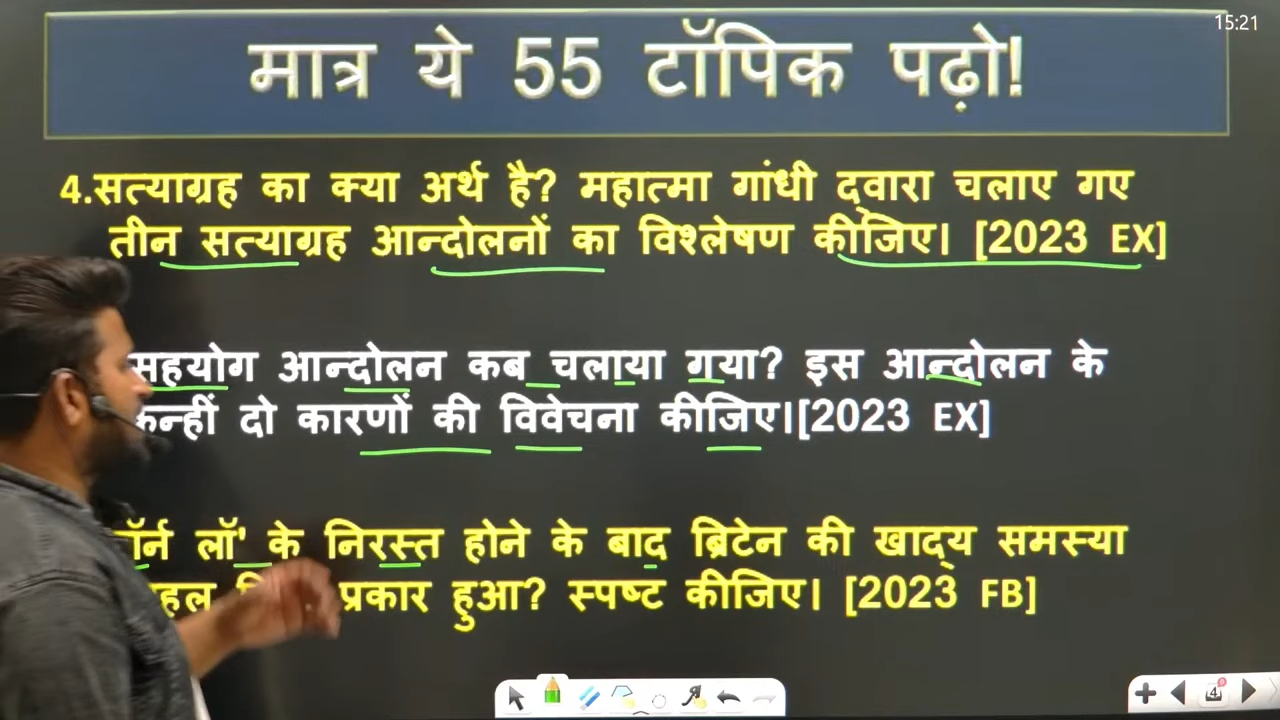 15:21
मात्र ये 55 टॉपिक पढ़ो!
4.सत्याग्रह का क्या अर्थ है? महात्मा गांधी द्वारा चलाए गए
तीन सत्याग्रह आन्दोलनों का विश्लेषण कीजिए। [2023 EX]
सहयोग आन्दोलन कब चलाया गया? इस आन्दोलन के
दो कारणों की विवेचना कीजिए।[2023 EX]
लॉ' के निरस्त होने के बाद ब्रिटेन की खाद्य समस्या
प्रकार हुआ? स्पष्ट कीजिए। [2023 FB]
4